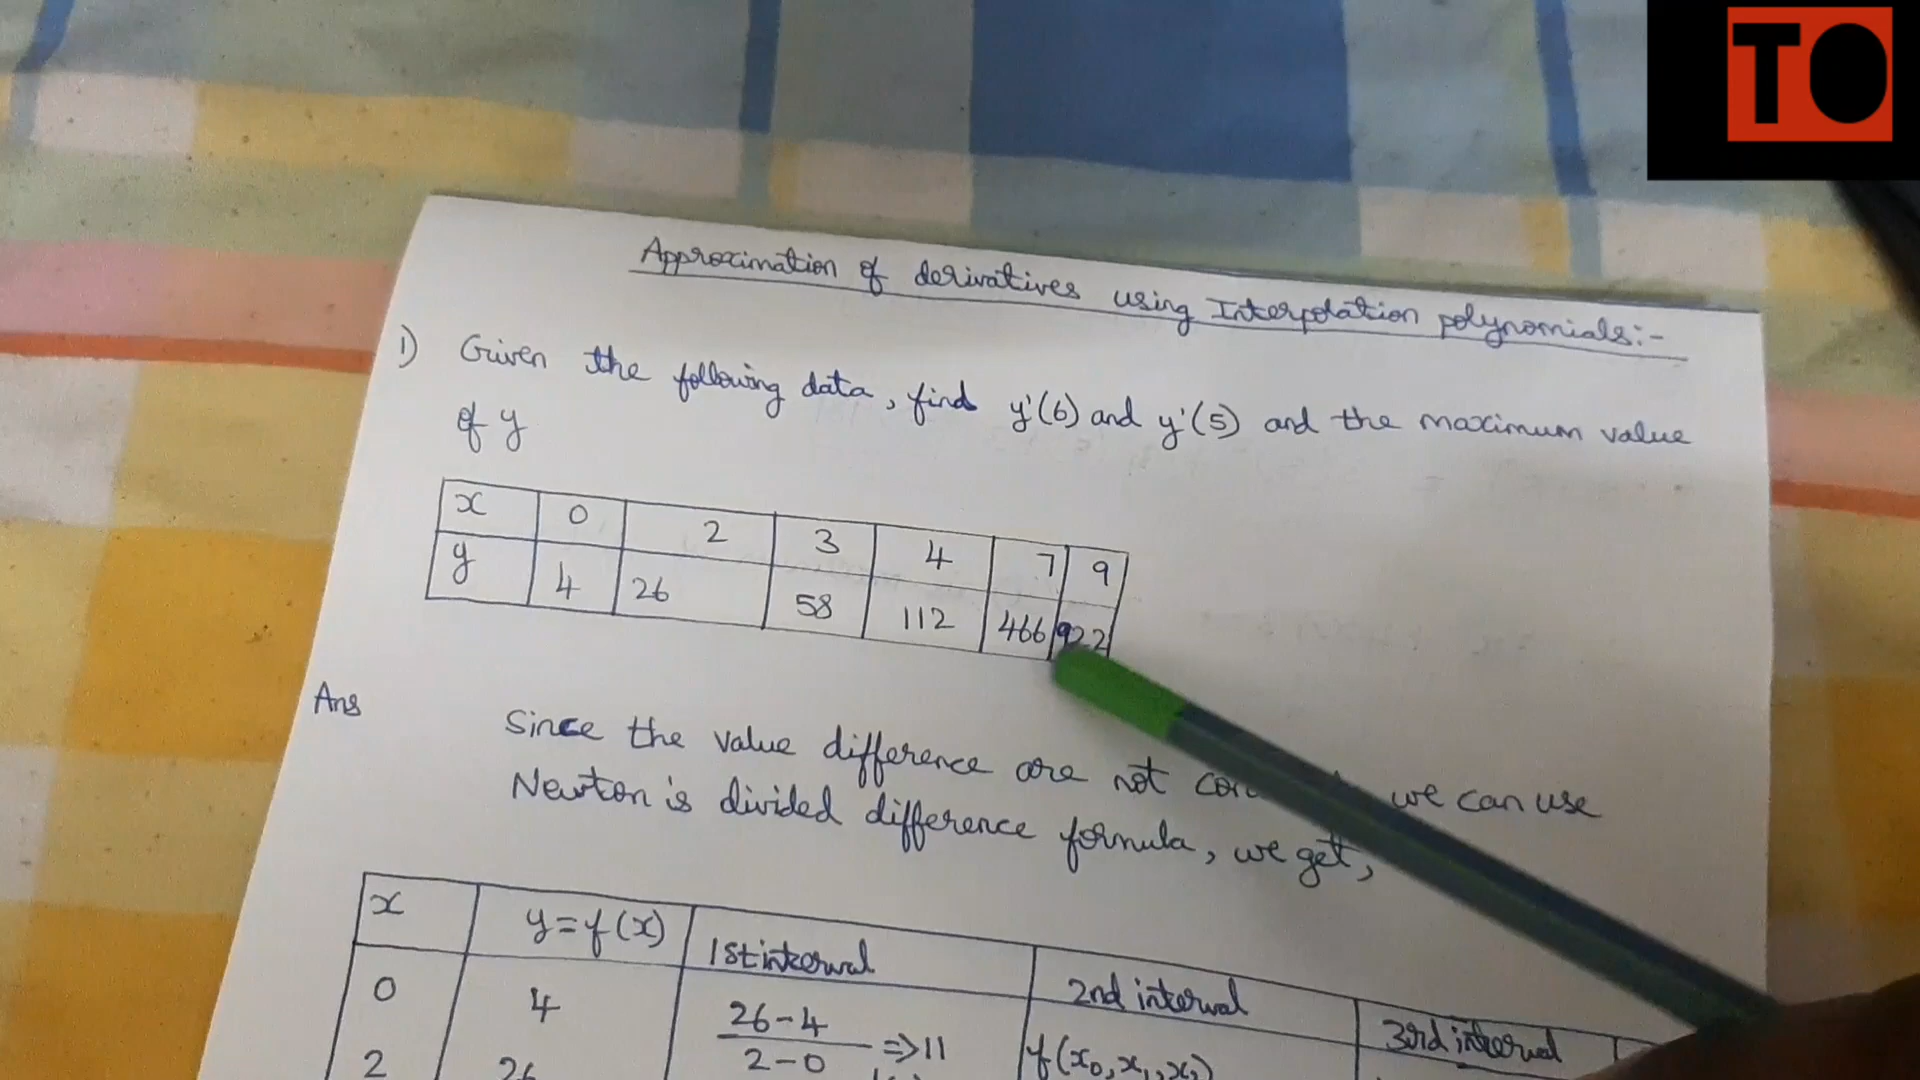 TO
Approximation of derivatives using Interpolation polynomials:-
1) Given the following data, find y'(6) and y'(5) and the maximum value
of y
x 0 2 3 4 7 9
y 4 26 58 112 466 922
Ans
Since the value difference are not we can use
Newton is divided difference formula, we get,
x y=f(x) 1st interval 2nd interval 3rd interval
0 4 26-4
2-0 =>11 f(x0,x1,x2)
2 26